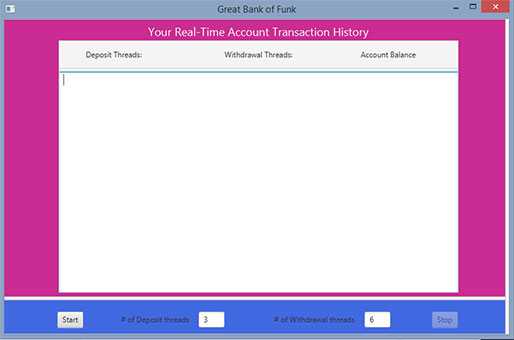 Great Bank of Funk
Your Real-Time Account Transaction History
Deposit Threads: Withdrawal Threads: Account Balance
Start # of Deposit threads 3 # of Withdrawal threads 6 Stop